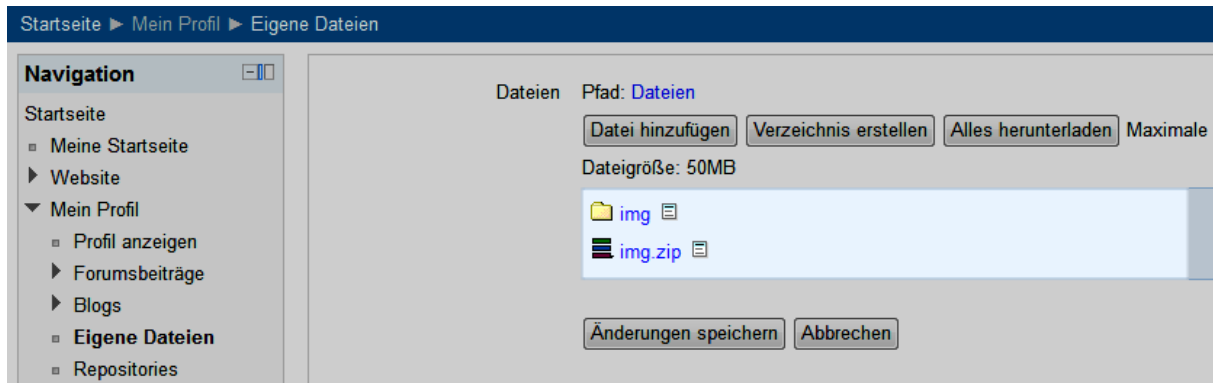 Startseite ► Mein Profil ► Eigene Dateien
Navigation
Startseite
Meine Startseite
Website
Mein Profil
Profil anzeigen
Forumsbeiträge
Blogs
Eigene Dateien
Repositories
Dateien Pfad: Dateien
Datei hinzufügen Verzeichnis erstellen Alles herunterladen Maximale
Dateigröße: 50MB
img
img.zip
Änderungen speichern Abbrechen